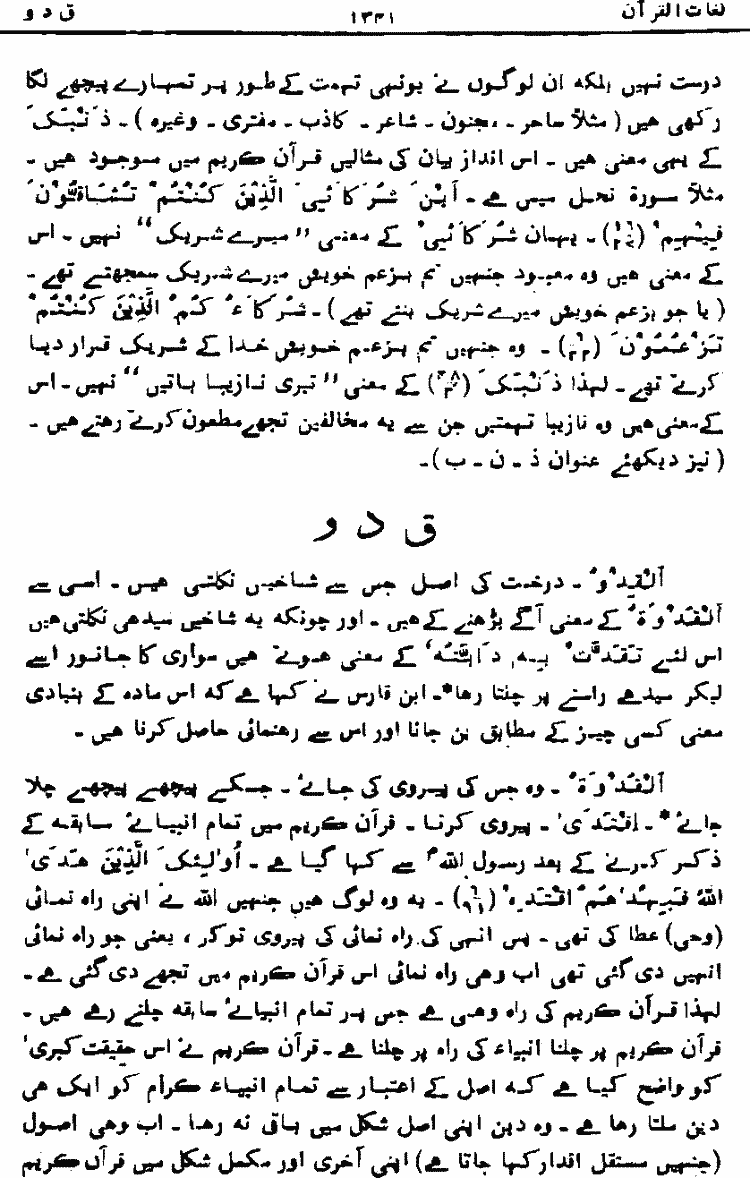 لغات القرآن ۱۳۳۱ ق د و
درست نہیں بلکہ ان لوگوں نے یونہی تہمت کے طور پر تمہارے پیچھے لگا
رکھی ہیں (مثلاً ساحر ۔ مجنون ۔ شاعر ۔ کاذب ۔ مفتری ۔ وغیرہ) ۔ ذَنْبِکَ
کے یہی معنی ہیں ۔ اس انداز بیان کی مثالیں قرآن کریم میں موجود ہیں ۔
مثلاً سورۃ نحل میں ہے ۔ اَیْنَ شُرَکَاءِیَ الَّذِیْنَ کُنْتُمْ تُشَاقُّوْنَ
فِیْہِمْ (۱۶/۲۷) ۔ یہاں شُرَکَاءِیَ کے معنی ’’میرے شریک‘‘ نہیں ۔ اس
کے معنی ہیں وہ معبود جنہیں تم بزعم خویش میرے شریک سمجھتے تھے ۔
(یا جو بزعم خویش میرے شریک بنتے تھے) ۔ شُرَکَاءُ کُمُ الَّذِیْنَ کُنْتُمْ
تَزْعُمُوْنَ (۶/۲۲) ۔ وہ جنہیں تم بزعم خویش خدا کے شریک قرار دیا
کرتے تھے ۔ لہذا ذَنْبِکَ (۴۸/۲) کے معنی ’’تیری نازیبا باتیں‘‘ نہیں ۔ اس
کے معنی ہیں وہ نازیبا تہمتیں جن سے یہ مخالفین تجھے مطعون کرتے رہتے ہیں ۔
(نیز دیکھئے عنوان ذ ۔ ن ۔ ب) ۔
ق د و
اَلْقِدْوُ ۔ درخت کی اصل جس سے شاخیں نکلتی ہیں ۔ اسی سے
اَلْقَدْوَۃُ کے معنی آگے بڑھنے کے ہیں ۔ اور چونکہ یہ شاخیں سیدھی نکلتی ہیں
اس لئے تَقَدَّتْ بِہٖ دَابَّتُہٗ کے معنی ہوتے ہیں سواری کا جانور اسے
لیکر سیدھے راستے پر چلتا رہا* ۔ ابن فارس نے کہا ہے کہ اس مادہ کے بنیادی
معنی کسی چیز کے مطابق بن جانا اور اس سے رہنمائی حاصل کرنا ہیں ۔
اَلْقُدْوَۃُ ۔ وہ جس کی پیروی کی جائے ۔ جسکے پیچھے پیچھے چلا
جائے* ۔ اِقْتَدٰی ۔ پیروی کرنا ۔ قرآن کریم میں تمام انبیائے سابقہ کے
ذکر کرنے کے بعد رسول اللہؐ سے کہا گیا ہے ۔ اُولٰئِکَ الَّذِیْنَ ھَدَی
اللہُ فَبِہُدٰ ھُمُ اقْتَدِہْ (۶/۹۱) ۔ یہ وہ لوگ ہیں جنہیں اللہ نے اپنی راہ نمائی
(وحی) عطا کی تھی ۔ پس انہی کی راہ نمائی کی پیروی تو کر ، یعنی جو راہ نمائی
انہیں دی گئی تھی اب وہی راہ نمائی اس قرآن کریم میں تجھے دی گئی ہے ۔
لہذا قرآن کریم کی راہ وہی ہے جس پر تمام انبیائے سابقہ چلتے رہے ہیں ۔
قرآن کریم پر چلنا انبیاء کی راہ پر چلنا ہے ۔ قرآن کریم نے اس حقیقت کبریٰ
کو واضح کیا ہے کہ اصل کے اعتبار سے تمام انبیاء کرام کو ایک ہی
دین ملتا رہا ہے ۔ وہ دین اپنی اصل شکل میں باقی نہ رہا ۔ اب وہی اصول
(جنہیں مستقل اقدار کہا جاتا ہے) اپنی آخری اور مکمل شکل میں قرآن کریم